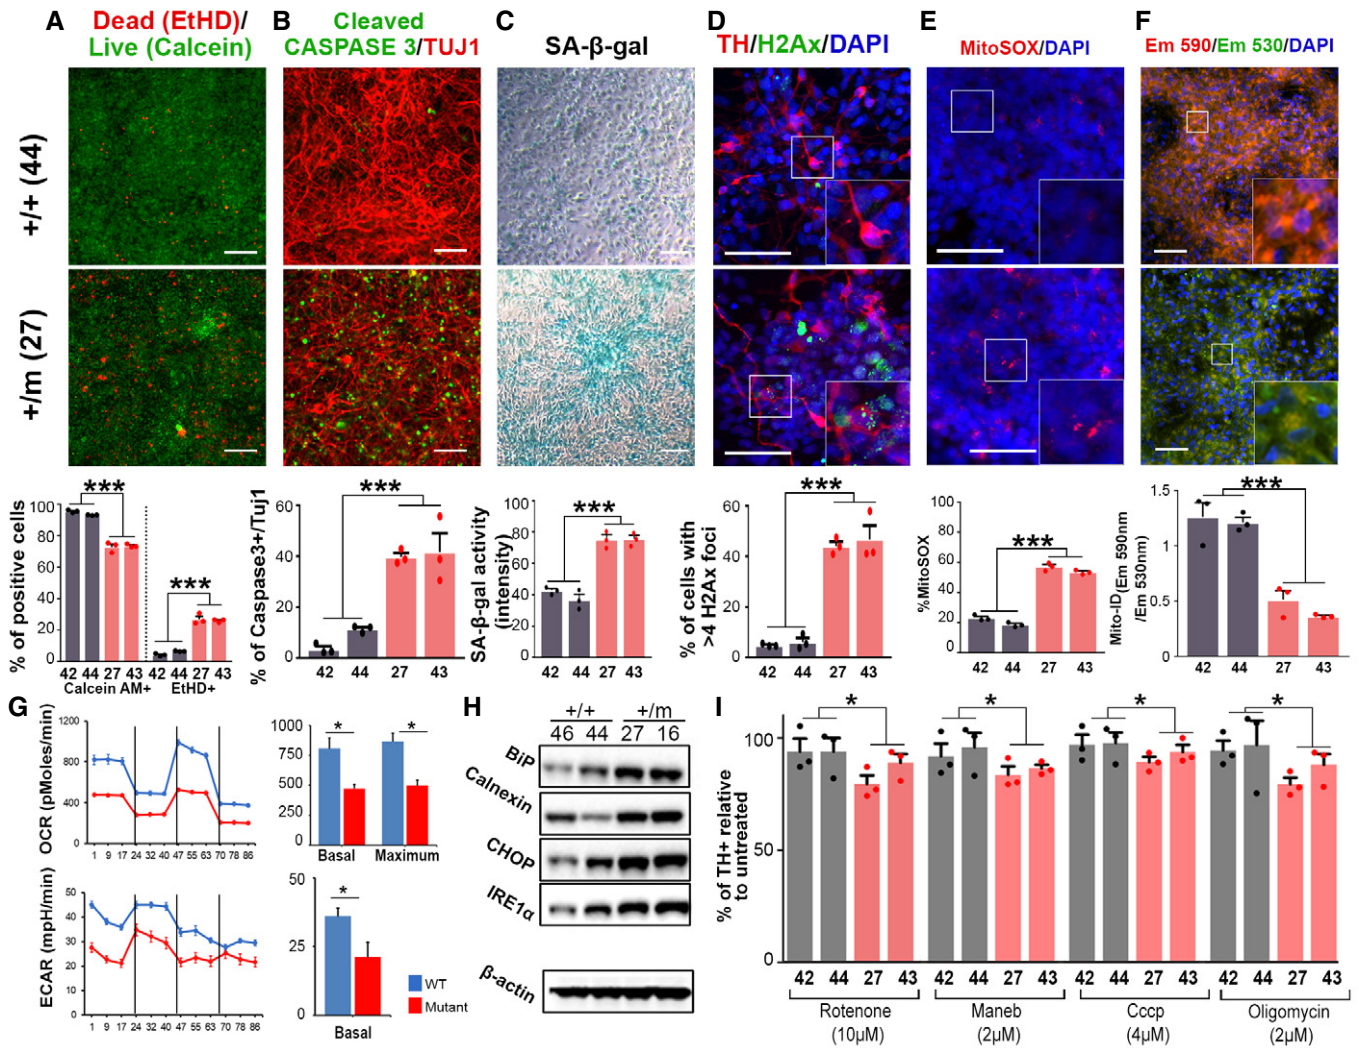 A
Dead (EtHD)/
Live (Calcein)
B
Cleaved
CASPASE 3/TUJ1
C
SA-β-gal
D
TH/H2Ax/DAPI
E
MitoSOX/DAPI
F
Em 590/Em 530/DAPI
+/+ (44)
+/m (27)
% of positive cells
100
80
60
40
20
0
***
***
42 44 27 43 42 44 27 43
Calcein AM+ EtHD+
% of Caspase3+/Tuj1
60
40
20
0
***
42 44 27 43
SA-β-gal activity
(intensity)
100
80
60
40
20
0
***
42 44 27 43
% of cells with
>4 H2Ax foci
60
40
20
0
***
42 44 27 43
%MitoSOX
100
80
60
40
20
0
***
42 44 27 43
Mito-ID(Em 590nm
/Em 530nm)
1.5
1
0.5
0
***
42 44 27 43
G
OCR (pMoles/min)
1200
800
400
0
1 9 17 24 32 40 47 55 63 70 78 86
1000
750
500
250
0
* *
Basal Maximum
ECAR (mpH/min)
50
40
30
20
10
0
1 9 17 24 32 40 47 55 63 70 78 86
50
25
0
*
Basal
WT
Mutant
H
+/+ +/m
46 44 27 16
BiP
Calnexin
CHOP
IRE1α
β-actin
I
% of TH+ relative
to untreated
100
50
0
* * * *
42 44 27 43 42 44 27 43 42 44 27 43 42 44 27 43
Rotenone Maneb Cccp Oligomycin
(10µM) (2µM) (4µM) (2µM)